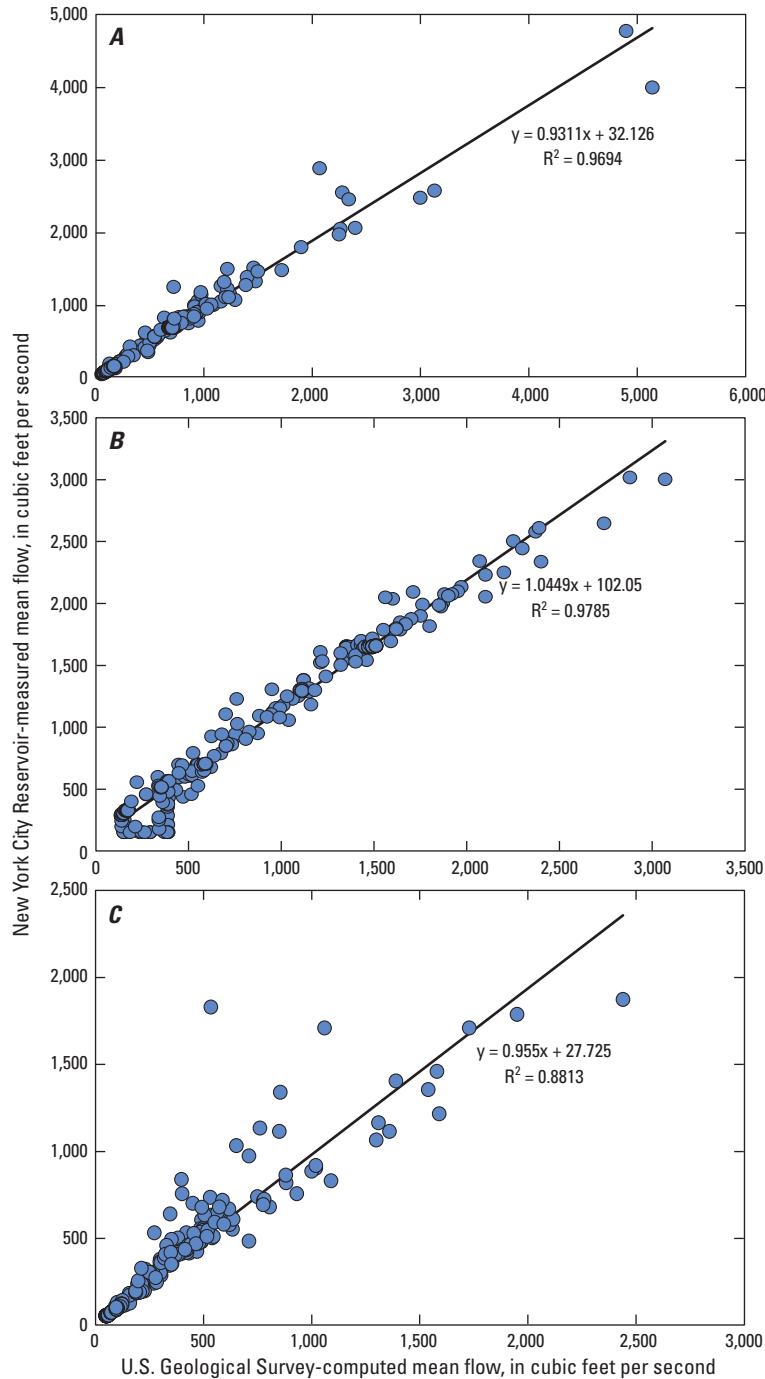 New York City Reservoir-measured mean flow, in cubic feet per second
A
5,000
4,000
3,000
2,000
1,000
0
y = 0.9311x + 32.126
R² = 0.9694
0 1,000 2,000 3,000 4,000 5,000 6,000
B
3,500
3,000
2,500
2,000
1,500
1,000
500
0
y = 1.0449x + 102.05
R² = 0.9785
0 500 1,000 1,500 2,000 2,500 3,000 3,500
C
2,500
2,000
1,500
1,000
500
0
y = 0.955x + 27.725
R² = 0.8813
0 500 1,000 1,500 2,000 2,500 3,000
U.S. Geological Survey-computed mean flow, in cubic feet per second